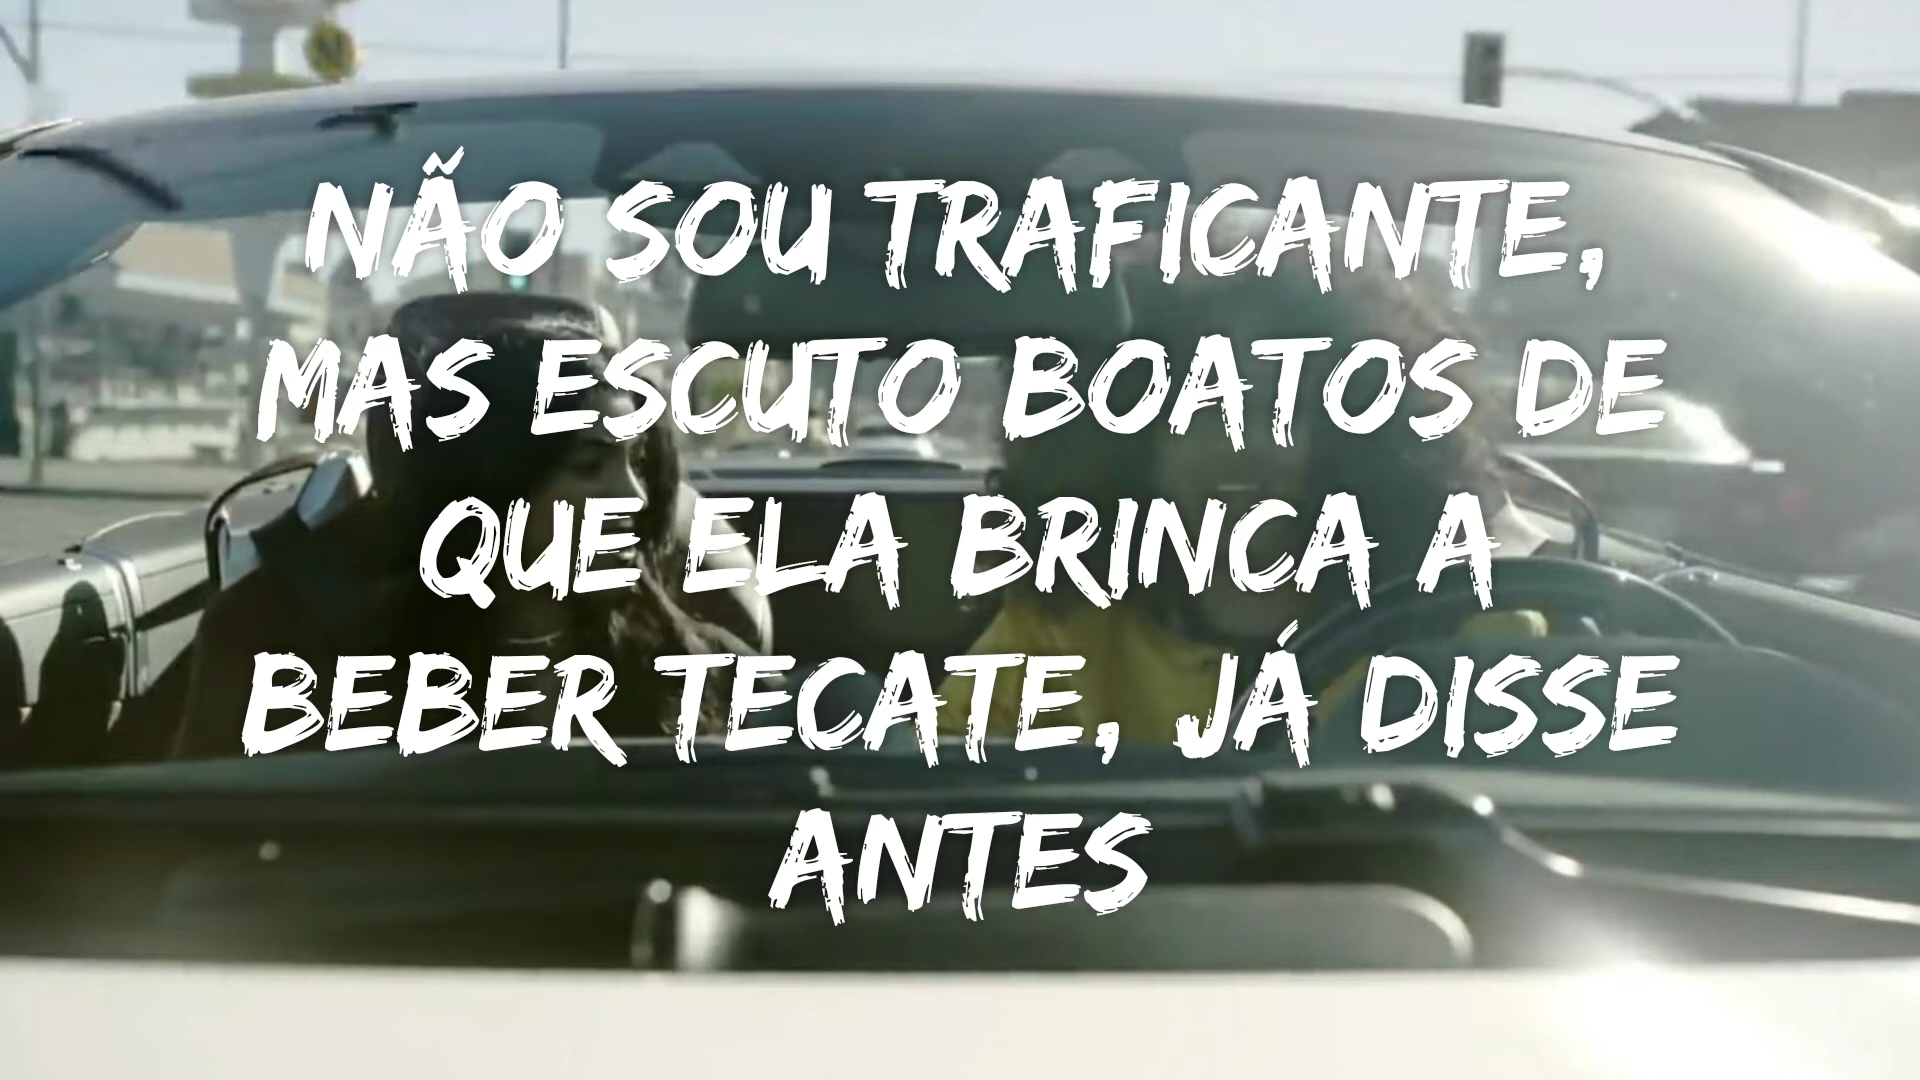 NÃO SOU TRAFICANTE,
MAS ESCUTO BOATOS DE
QUE ELA BRINCA A
BEBER TECATE, JÁ DISSE
ANTES